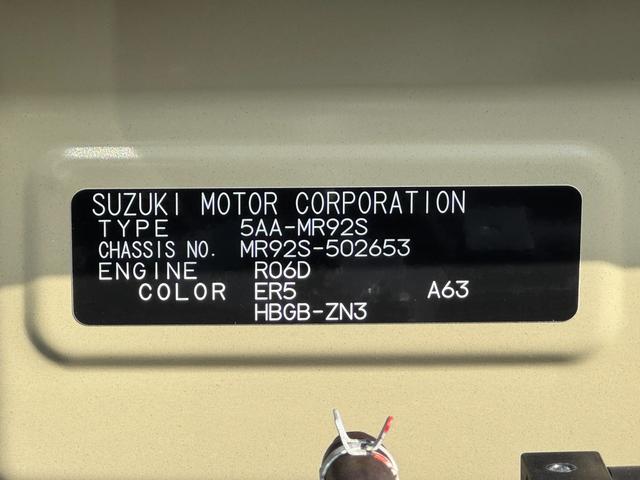 SUZUKI MOTOR CORPORATION
TYPE 5AA-MR92S
CHASSIS NO. MR92S-502653
ENGINE R06D
COLOR ER5 A63
HBGB-ZN3